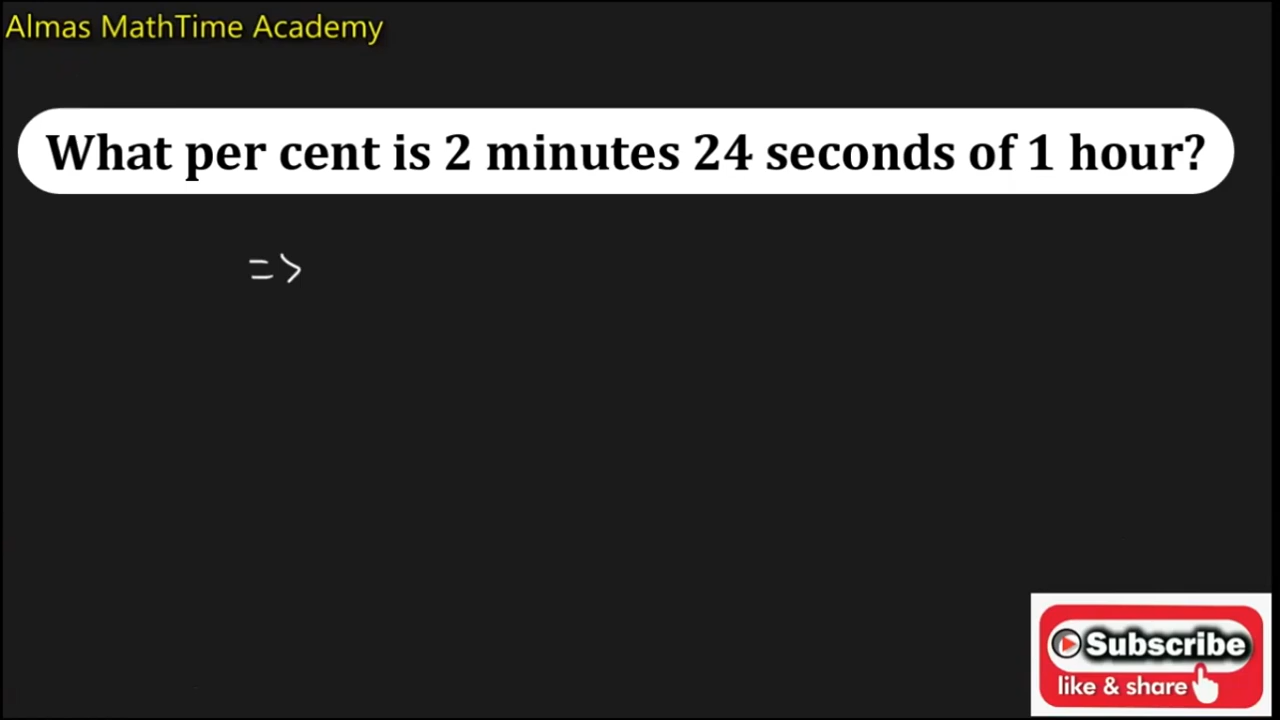 Almas MathTime Academy
What per cent is 2 minutes 24 seconds of 1 hour?
=>
Subscribe
like & share